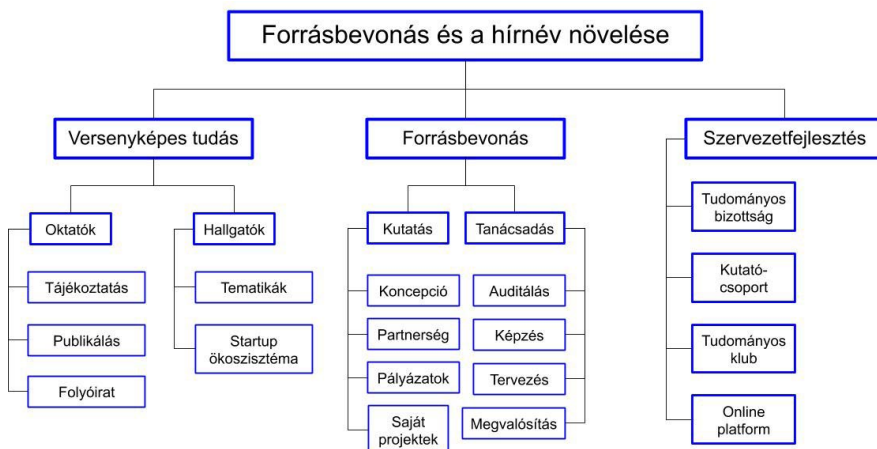 Forrásbevonás és a hírnév növelése
Versenyképes tudás
Forrásbevonás
Szervezetfejlesztés
Oktatók
Hallgatók
Kutatás
Tanácsadás
Tudományos
bizottság
Tájékoztatás
Tematikák
Koncepció
Auditálás
Kutató-
csoport
Publikálás
Startup
ökoszisztéma
Partnerség
Képzés
Tudományos
klub
Folyóirat
Pályázatok
Tervezés
Saját
projektek
Megvalósítás
Online
platform